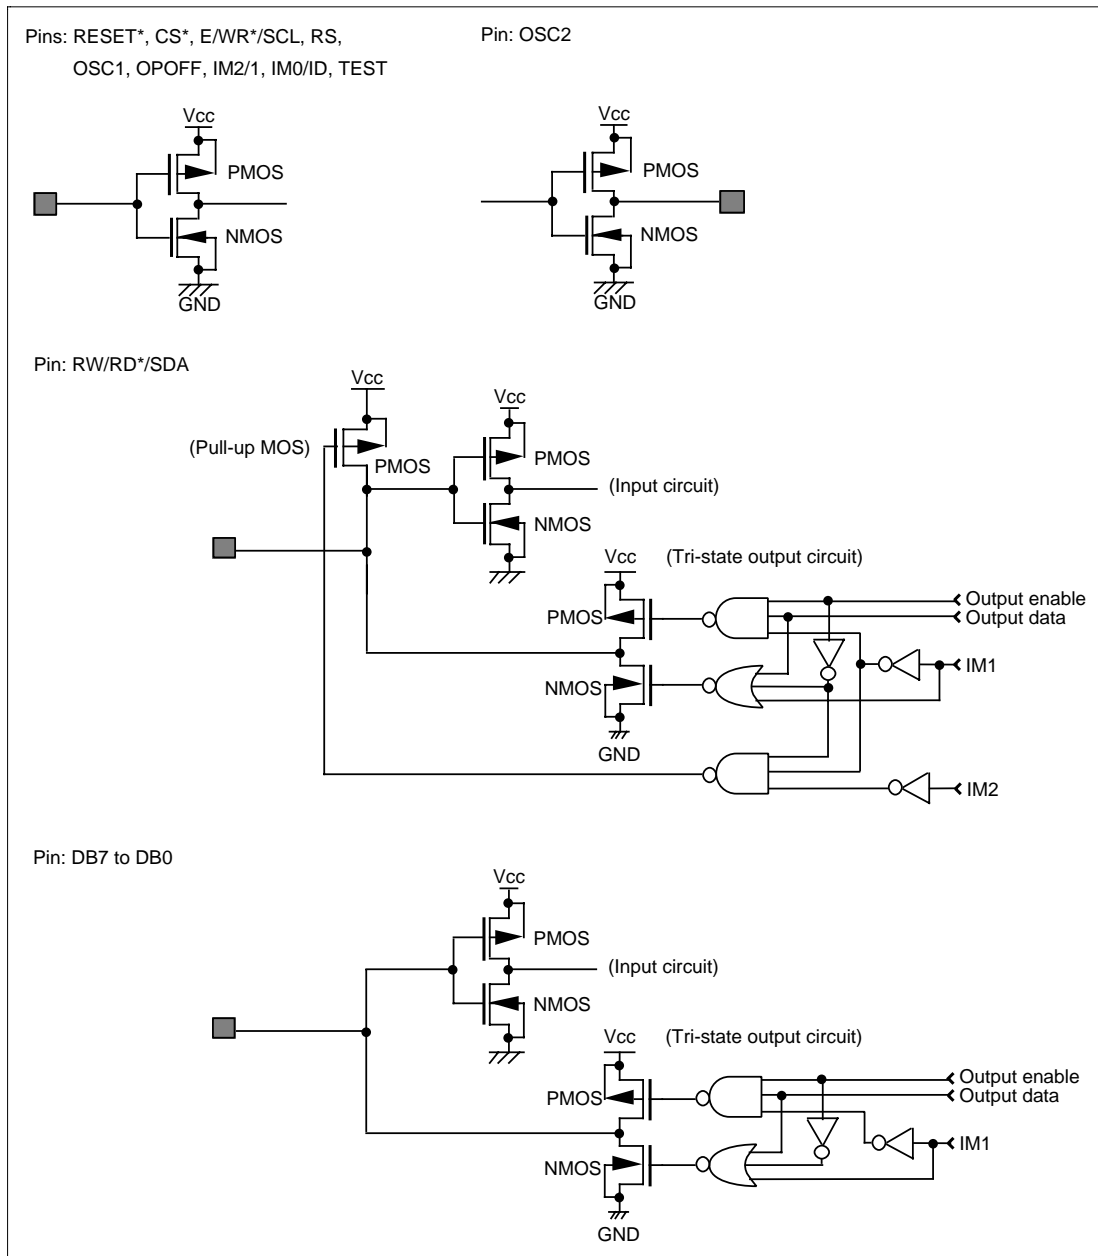 Pins: RESET*, CS*, E/WR*/SCL, RS,
OSC1, OPOFF, IM2/1, IM0/ID, TEST
Vcc
PMOS
NMOS
GND
Pin: OSC2
Vcc
PMOS
NMOS
GND
Pin: RW/RD*/SDA
Vcc
(Pull-up MOS)
PMOS
Vcc
PMOS
(Input circuit)
NMOS
Vcc
(Tri-state output circuit)
PMOS
NMOS
GND
Output enable
Output data
IM1
IM2
Pin: DB7 to DB0
Vcc
PMOS
(Input circuit)
NMOS
Vcc
(Tri-state output circuit)
PMOS
NMOS
GND
Output enable
Output data
IM1